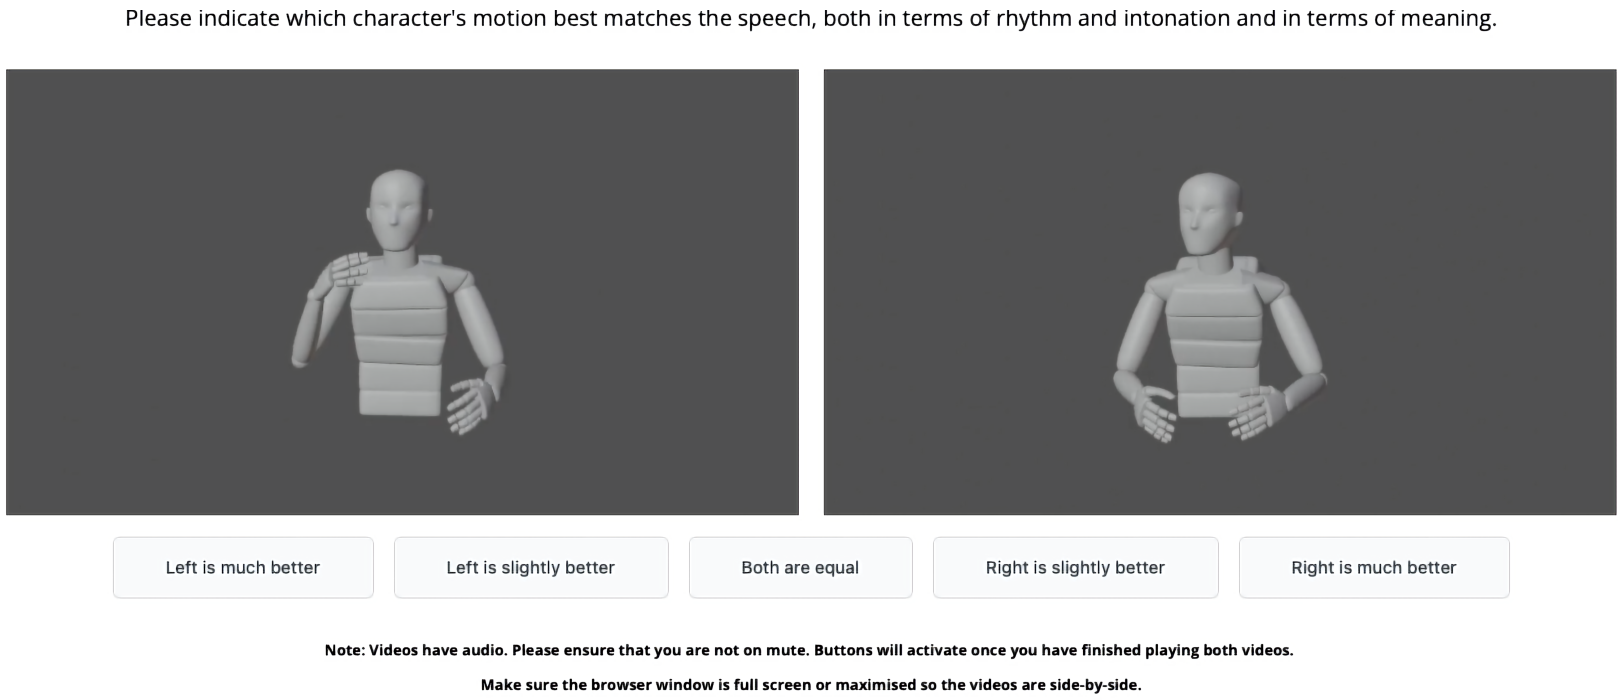 Please indicate which character's motion best matches the speech, both in terms of rhythm and intonation and in terms of meaning.
Left is much better
Left is slightly better
Both are equal
Right is slightly better
Right is much better
Note: Videos have audio. Please ensure that you are not on mute. Buttons will activate once you have finished playing both videos.
Make sure the browser window is full screen or maximised so the videos are side-by-side.